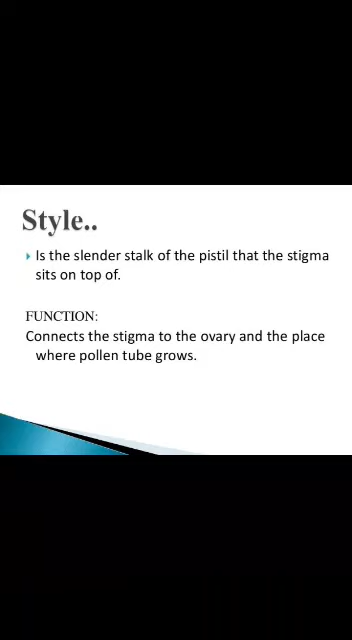 Style..
Is the slender stalk of the pistil that the stigma
sits on top of.
FUNCTION:
Connects the stigma to the ovary and the place
where pollen tube grows.